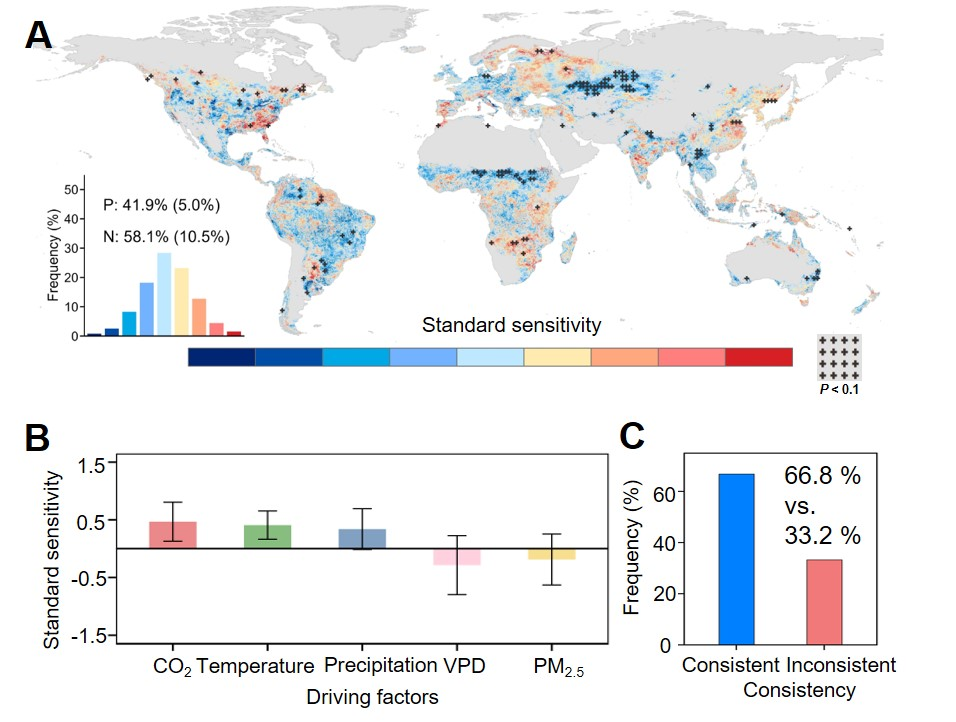 A
P: 41.9% (5.0%)
N: 58.1% (10.5%)
Frequency (%)
50
40
30
20
10
0
Standard sensitivity
P < 0.1
B
Standard sensitivity
1.5
0.5
-0.5
-1.5
CO2 Temperature Precipitation VPD PM2.5
Driving factors
C
Frequency (%)
60
40
20
0
66.8 %
vs.
33.2 %
Consistent Inconsistent
Consistency